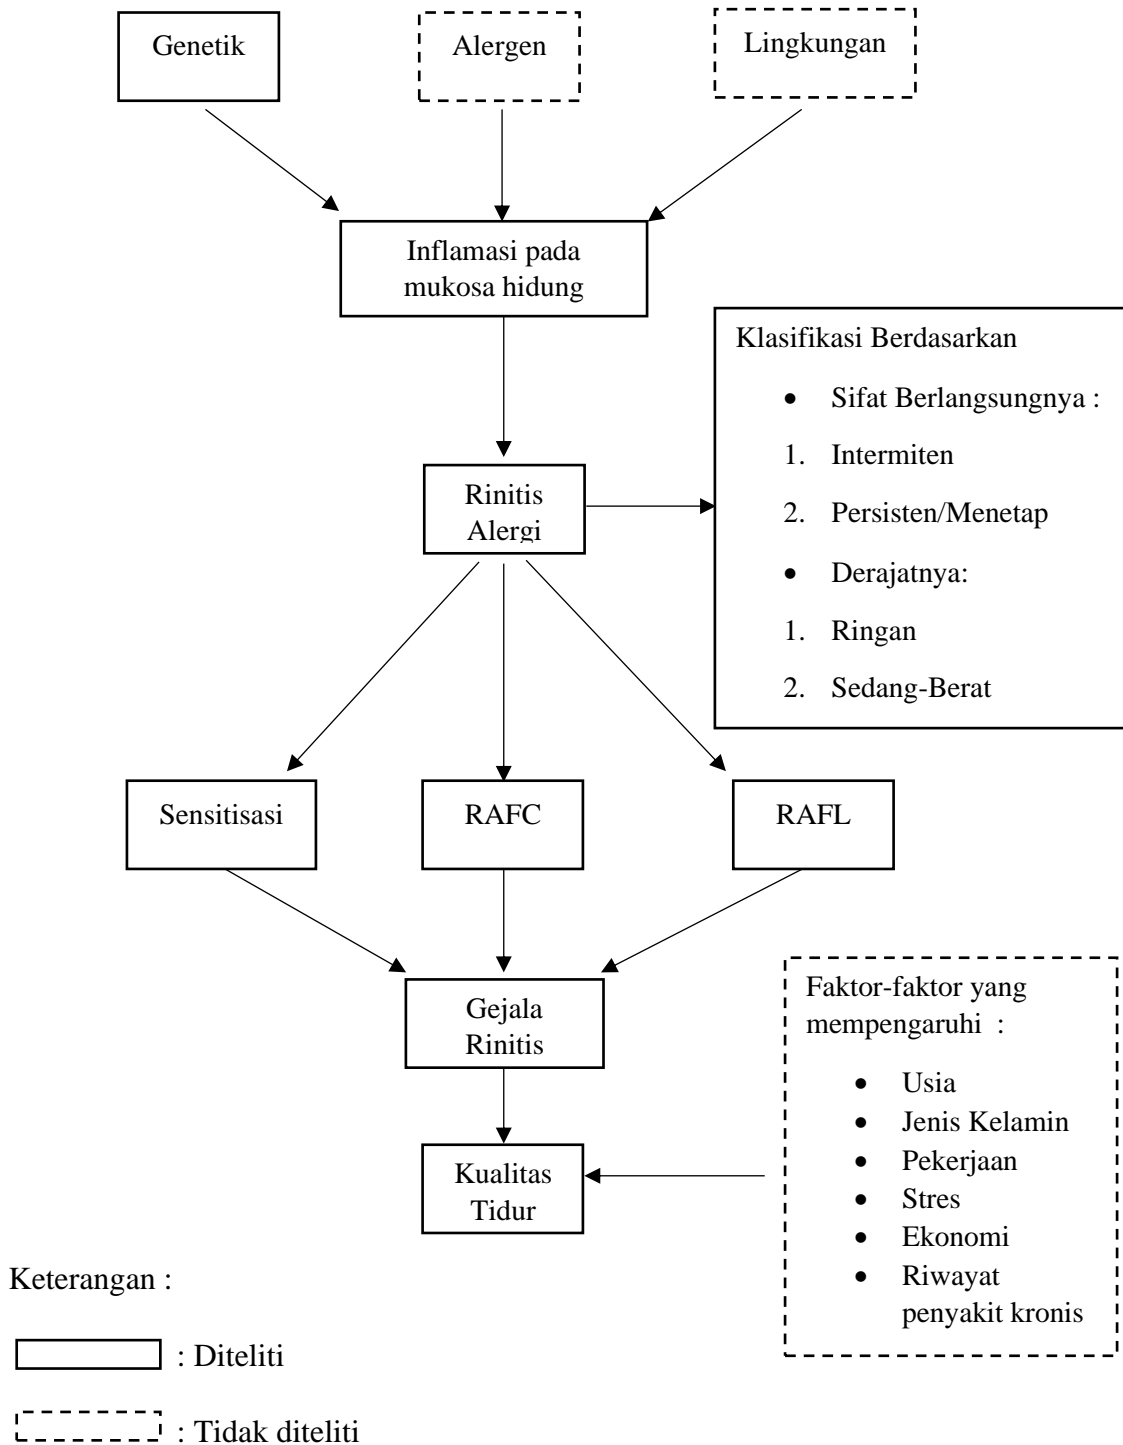 Genetik
Alergen
Lingkungan
Inflamasi pada
mukosa hidung
Klasifikasi Berdasarkan
• Sifat Berlangsungnya :
1. Intermiten
2. Persisten/Menetap
• Derajatnya:
1. Ringan
2. Sedang-Berat
Rinitis
Alergi
Sensitisasi
RAFC
RAFL
Gejala
Rinitis
Faktor-faktor yang
mempengaruhi :
• Usia
• Jenis Kelamin
• Pekerjaan
• Stres
• Ekonomi
• Riwayat
penyakit kronis
Kualitas
Tidur
Keterangan :
: Diteliti
: Tidak diteliti